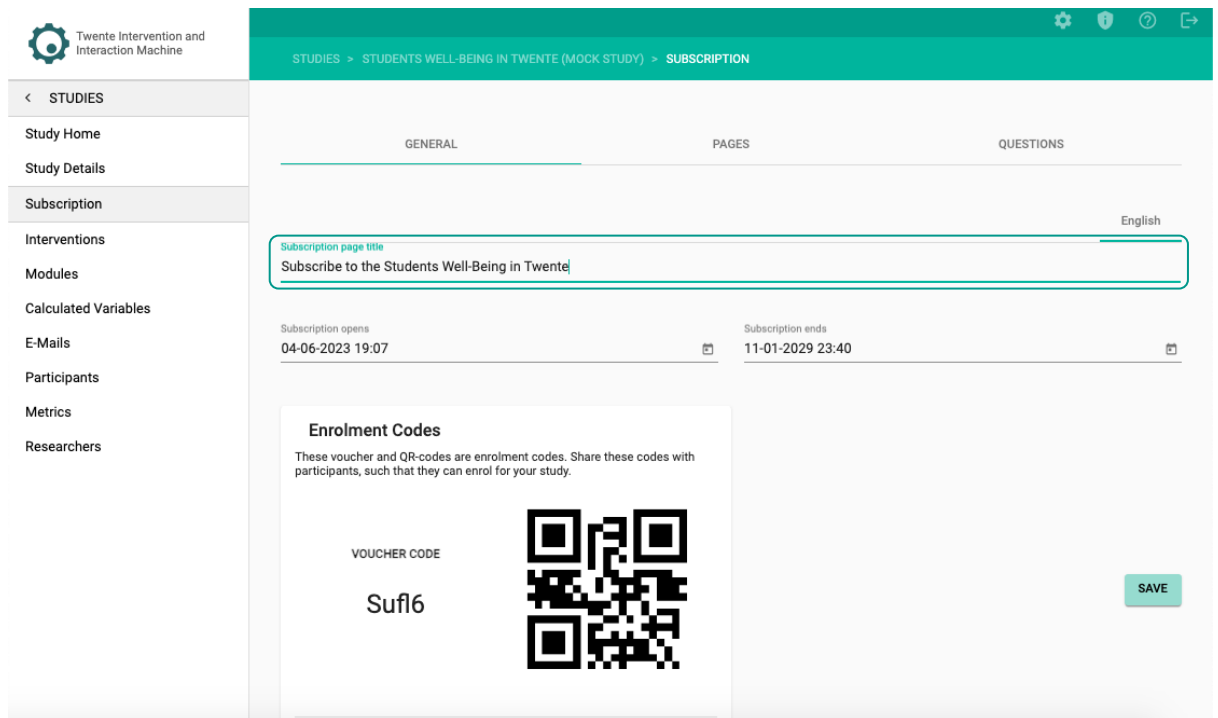 Twente Intervention and
Interaction Machine
STUDIES > STUDENTS WELL-BEING IN TWENTE (MOCK STUDY) > SUBSCRIPTION
< STUDIES
Study Home
Study Details
Subscription
Interventions
Modules
Calculated Variables
E-Mails
Participants
Metrics
Researchers
GENERAL PAGES QUESTIONS
English
Subscription page title
Subscribe to the Students Well-Being in Twente
Subscription opens
04-06-2023 19:07
Subscription ends
11-01-2029 23:40
Enrolment Codes
These voucher and QR-codes are enrolment codes. Share these codes with
participants, such that they can enrol for your study.
VOUCHER CODE
Sufl6
SAVE